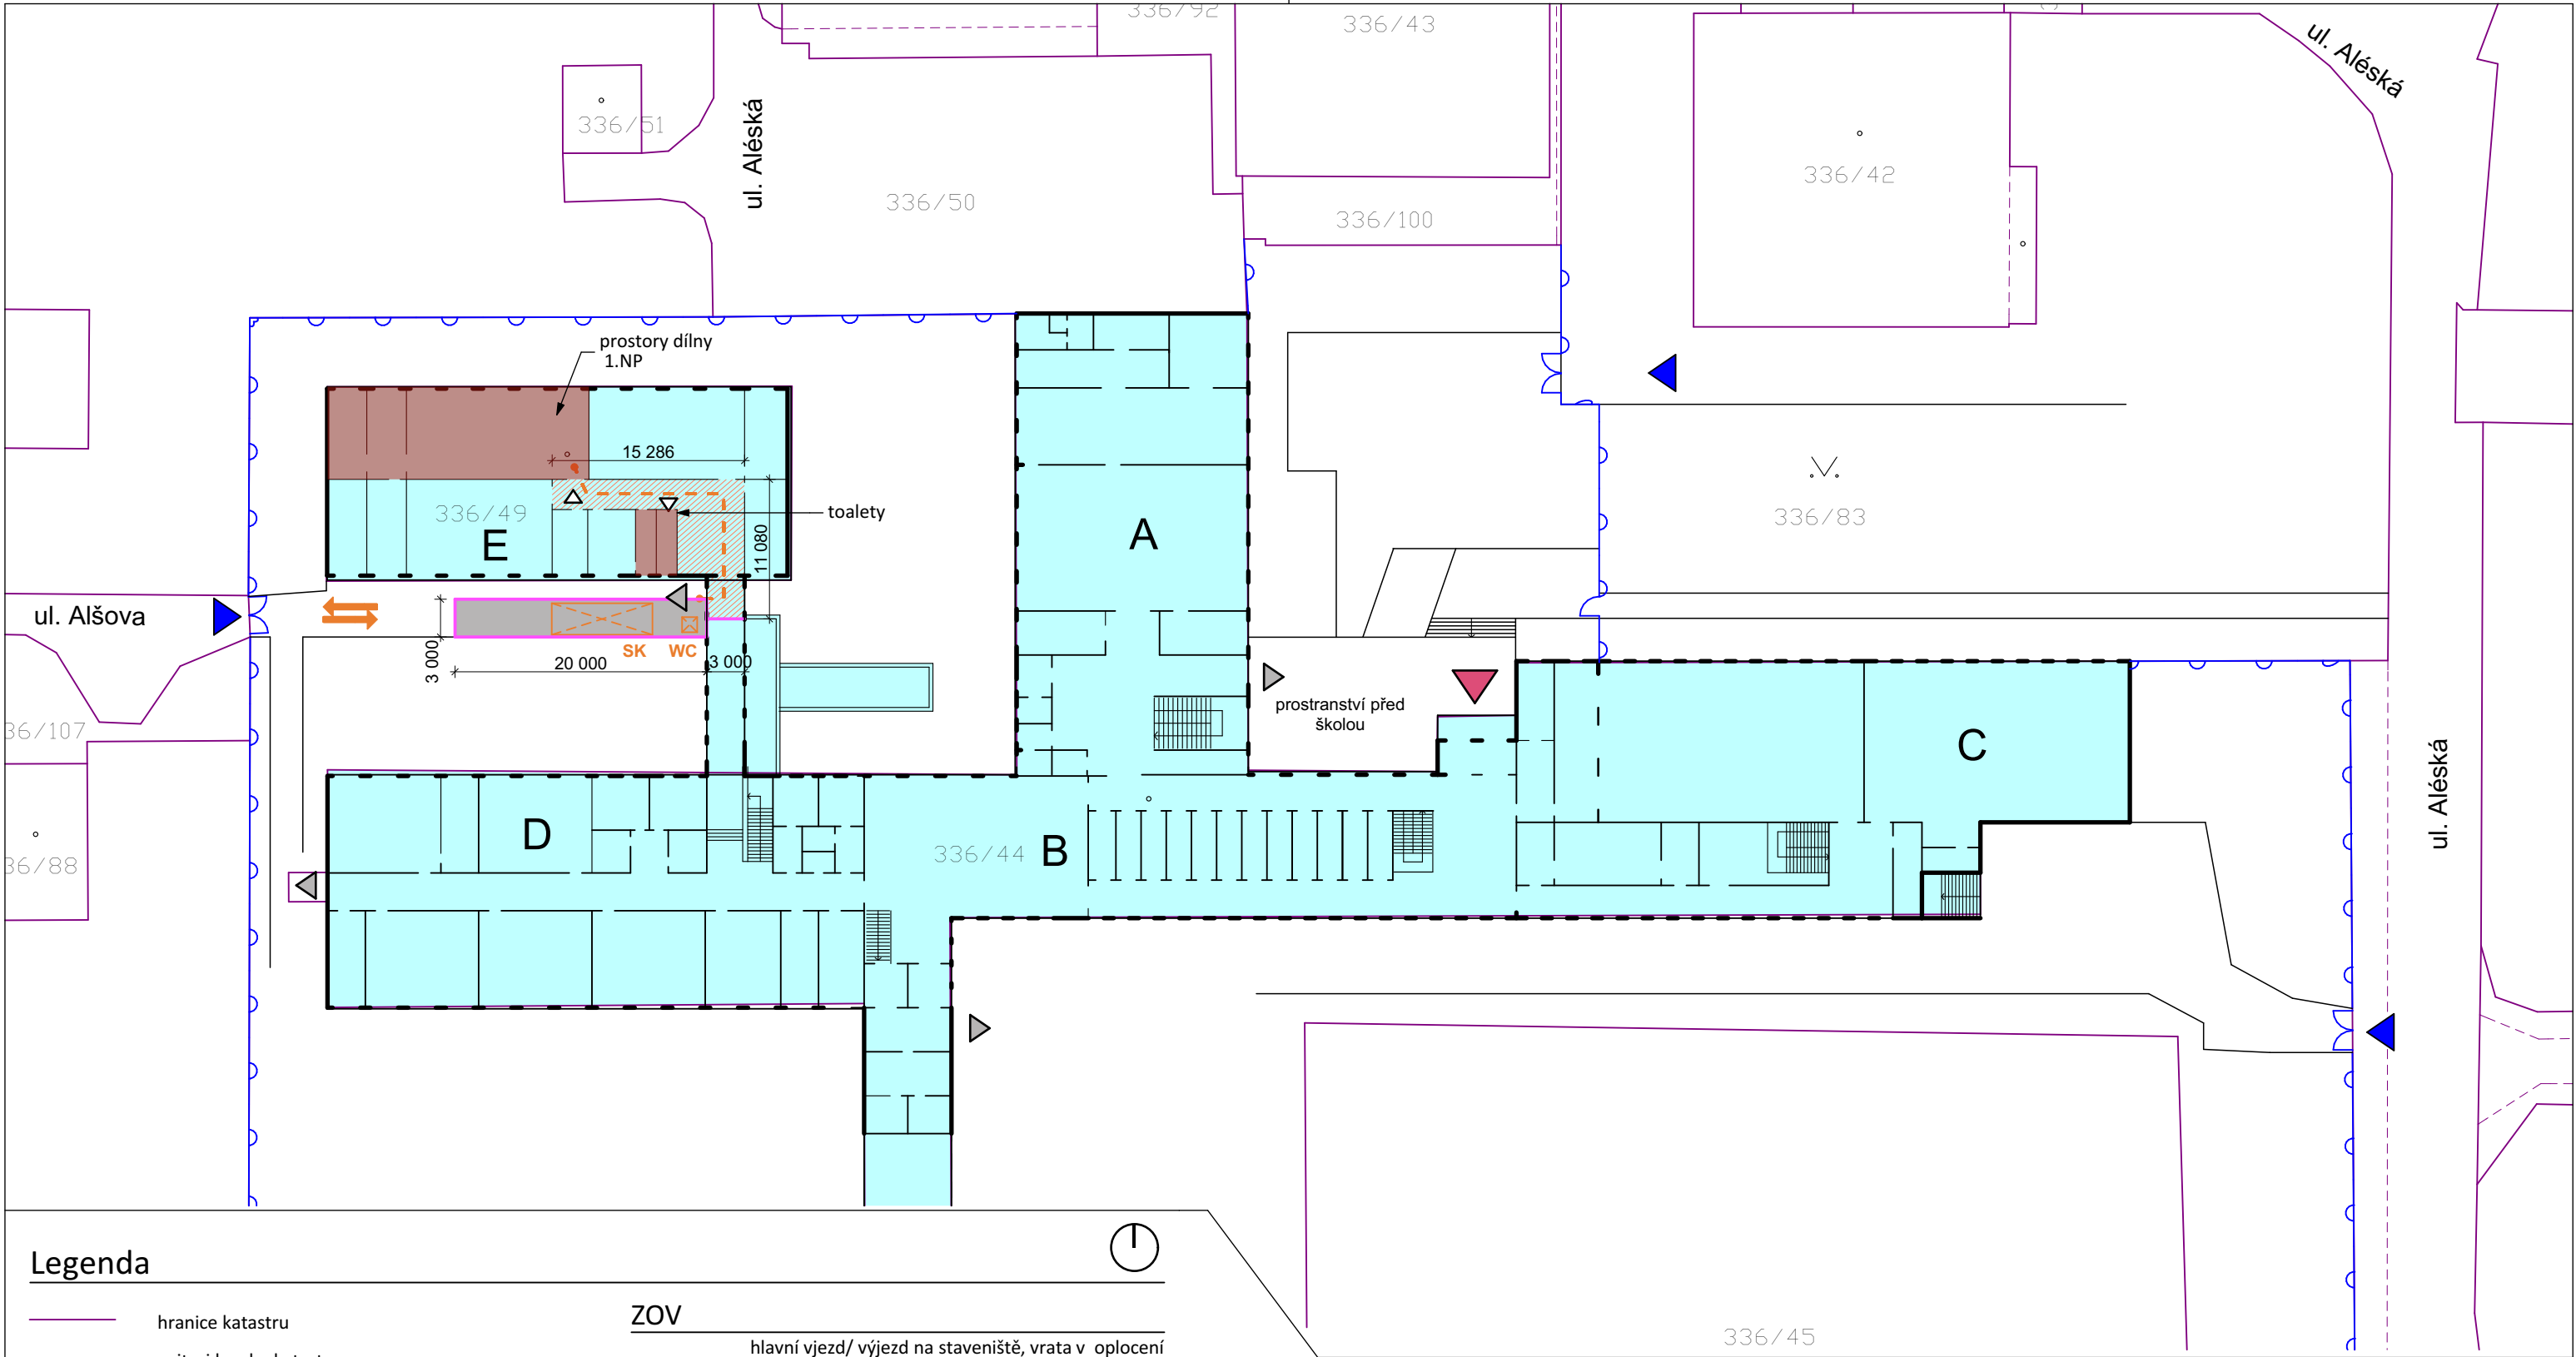 336/92
336/43
ul. Aléská
336/51
ul. Aléská
336/42
336/50
336/100
prostory dílny
1.NP
15 286
336/49
E
toalety
A
336/83
11 080
ul. Alšova
SK
WC
3 000
20 000
3 000
prostranství před
školou
36/107
C
ul. Aléská
D
B
336/44
36/88
Legenda
hranice katastru
ZOV
hlavní vjezd/ výjezd na staveniště, vrata v oplocení
336/45